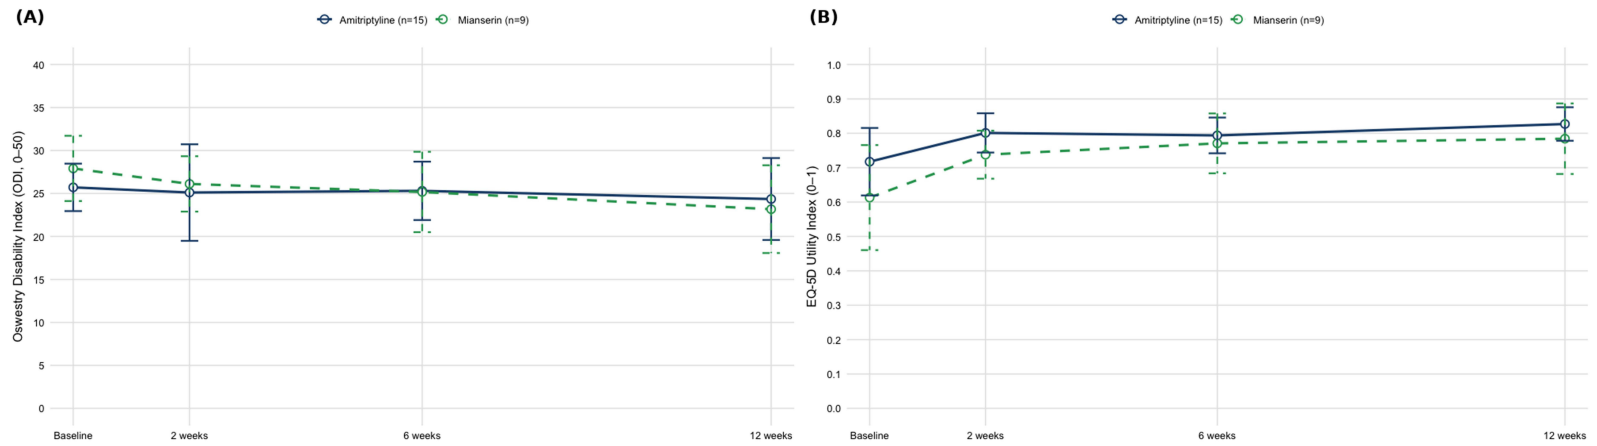 (A)
Amitriptyline (n=15) Mianserin (n=9)
Oswestry Disability Index (ODI, 0–50)
40
35
30
25
20
15
10
5
0
Baseline 2 weeks 6 weeks 12 weeks
(B)
Amitriptyline (n=15) Mianserin (n=9)
EQ-5D Utility Index (0–1)
1.0
0.9
0.8
0.7
0.6
0.5
0.4
0.3
0.2
0.1
0.0
Baseline 2 weeks 6 weeks 12 weeks